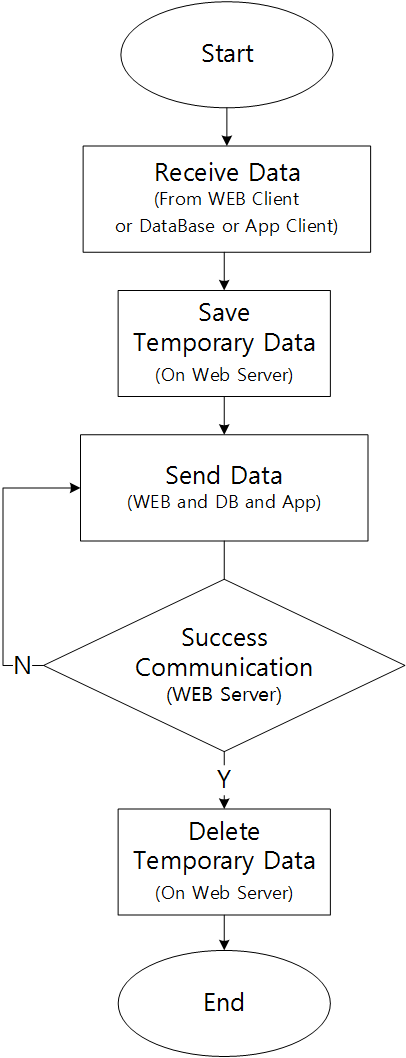 Start
Receive Data
(From WEB Client
or DataBase or App Client)
Save
Temporary Data
(On Web Server)
Send Data
(WEB and DB and App)
Success
Communication
(WEB Server)
N
Y
Delete
Temporary Data
(On Web Server)
End